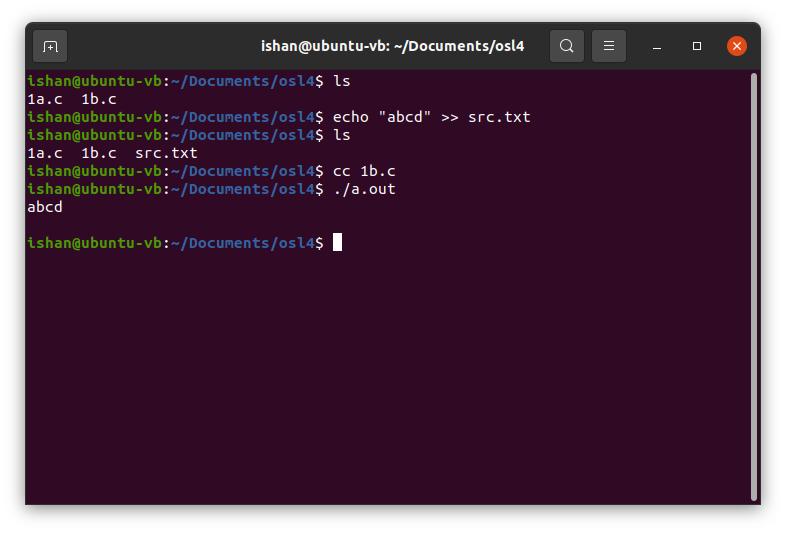 ishan@ubuntu-vb: ~/Documents/osl4
ishan@ubuntu-vb:~/Documents/osl4$ ls
1a.c  1b.c
ishan@ubuntu-vb:~/Documents/osl4$ echo "abcd" >> src.txt
ishan@ubuntu-vb:~/Documents/osl4$ ls
1a.c  1b.c  src.txt
ishan@ubuntu-vb:~/Documents/osl4$ cc 1b.c
ishan@ubuntu-vb:~/Documents/osl4$ ./a.out
abcd
ishan@ubuntu-vb:~/Documents/osl4$